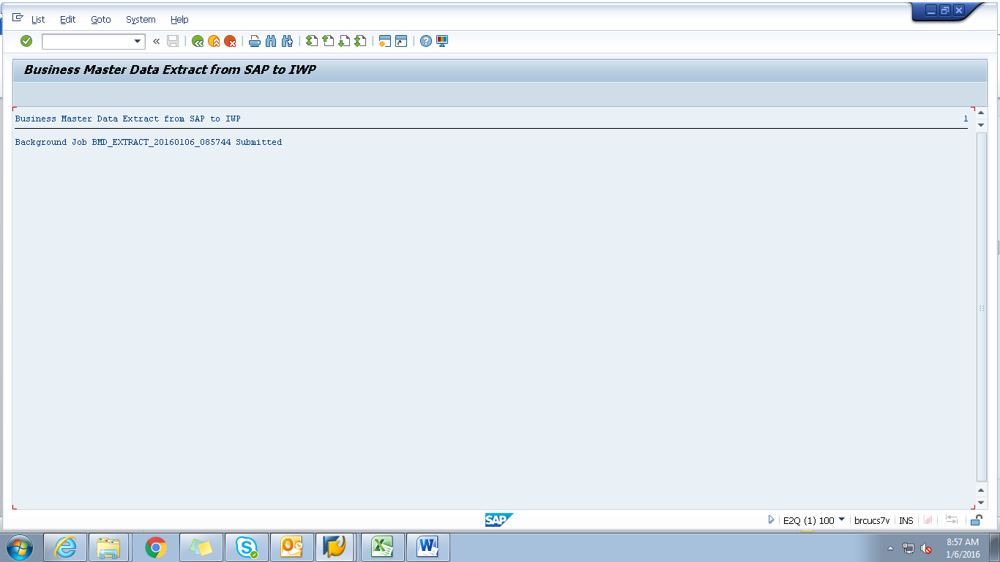 List Edit Goto System Help
Business Master Data Extract from SAP to IWP
Business Master Data Extract from SAP to IWP 1
Background Job BMD_EXTRACT_20160106_085744 Submitted
SAP E2Q (1) 100 brcucs7v INS
8:57 AM
1/6/2016